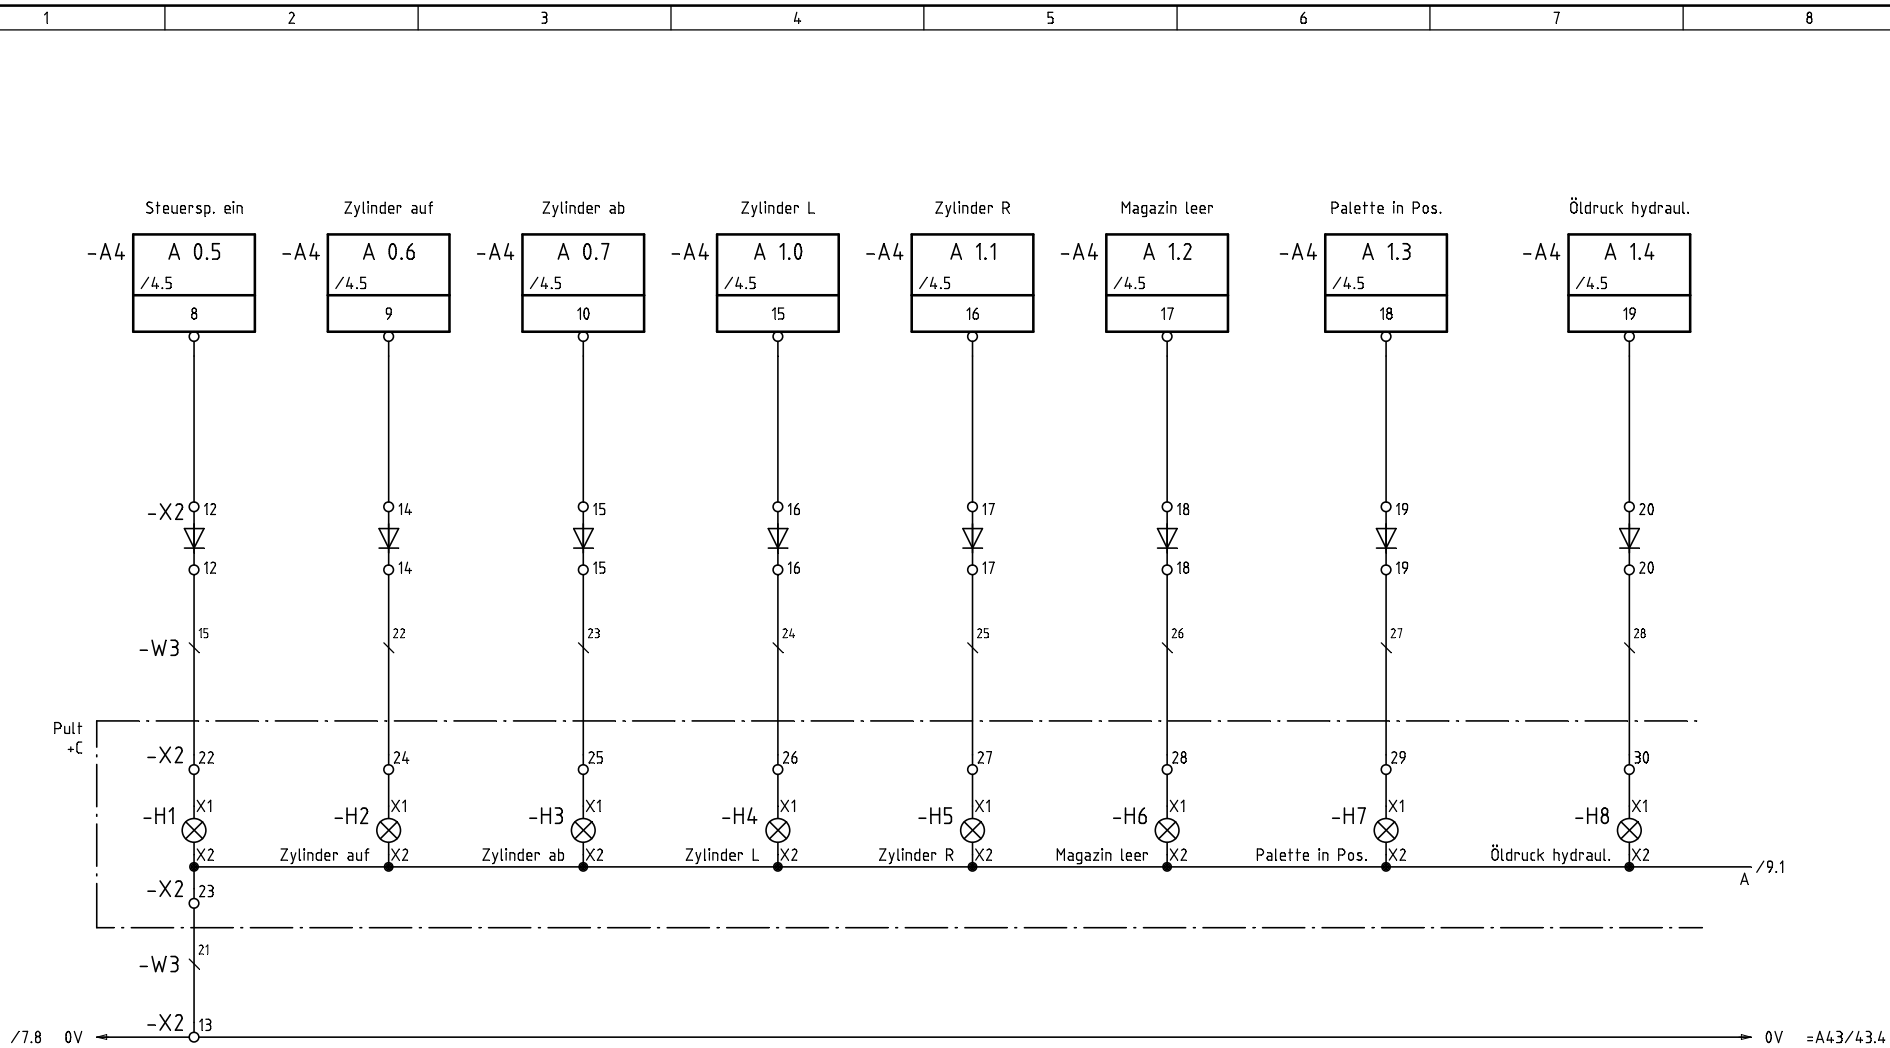 1 2 3 4 5 6 7 8
Steuersp. ein Zylinder auf Zylinder ab Zylinder L Zylinder R Magazin leer Palette in Pos. Öldruck hydraul.
-A4 A 0.5 -A4 A 0.6 -A4 A 0.7 -A4 A 1.0 -A4 A 1.1 -A4 A 1.2 -A4 A 1.3 -A4 A 1.4
/4.5 /4.5 /4.5 /4.5 /4.5 /4.5 /4.5 /4.5
8 9 10 15 16 17 18 19
-X2 12 14 15 16 17 18 19 20
12 14 15 16 17 18 19 20
-W3 15 22 23 24 25 26 27 28
Pult
+C
-X2 22 24 25 26 27 28 29 30
X1 X1 X1 X1 X1 X1 X1 X1
-H1 -H2 -H3 -H4 -H5 -H6 -H7 -H8
X2 Zylinder auf X2 Zylinder ab X2 Zylinder L X2 Zylinder R X2 Magazin leer X2 Palette in Pos. X2 Öldruck hydraul. X2
/9.1
A
-X2 23
-W3 21
-X2 13
/7.8 0V 0V =A43/43.4